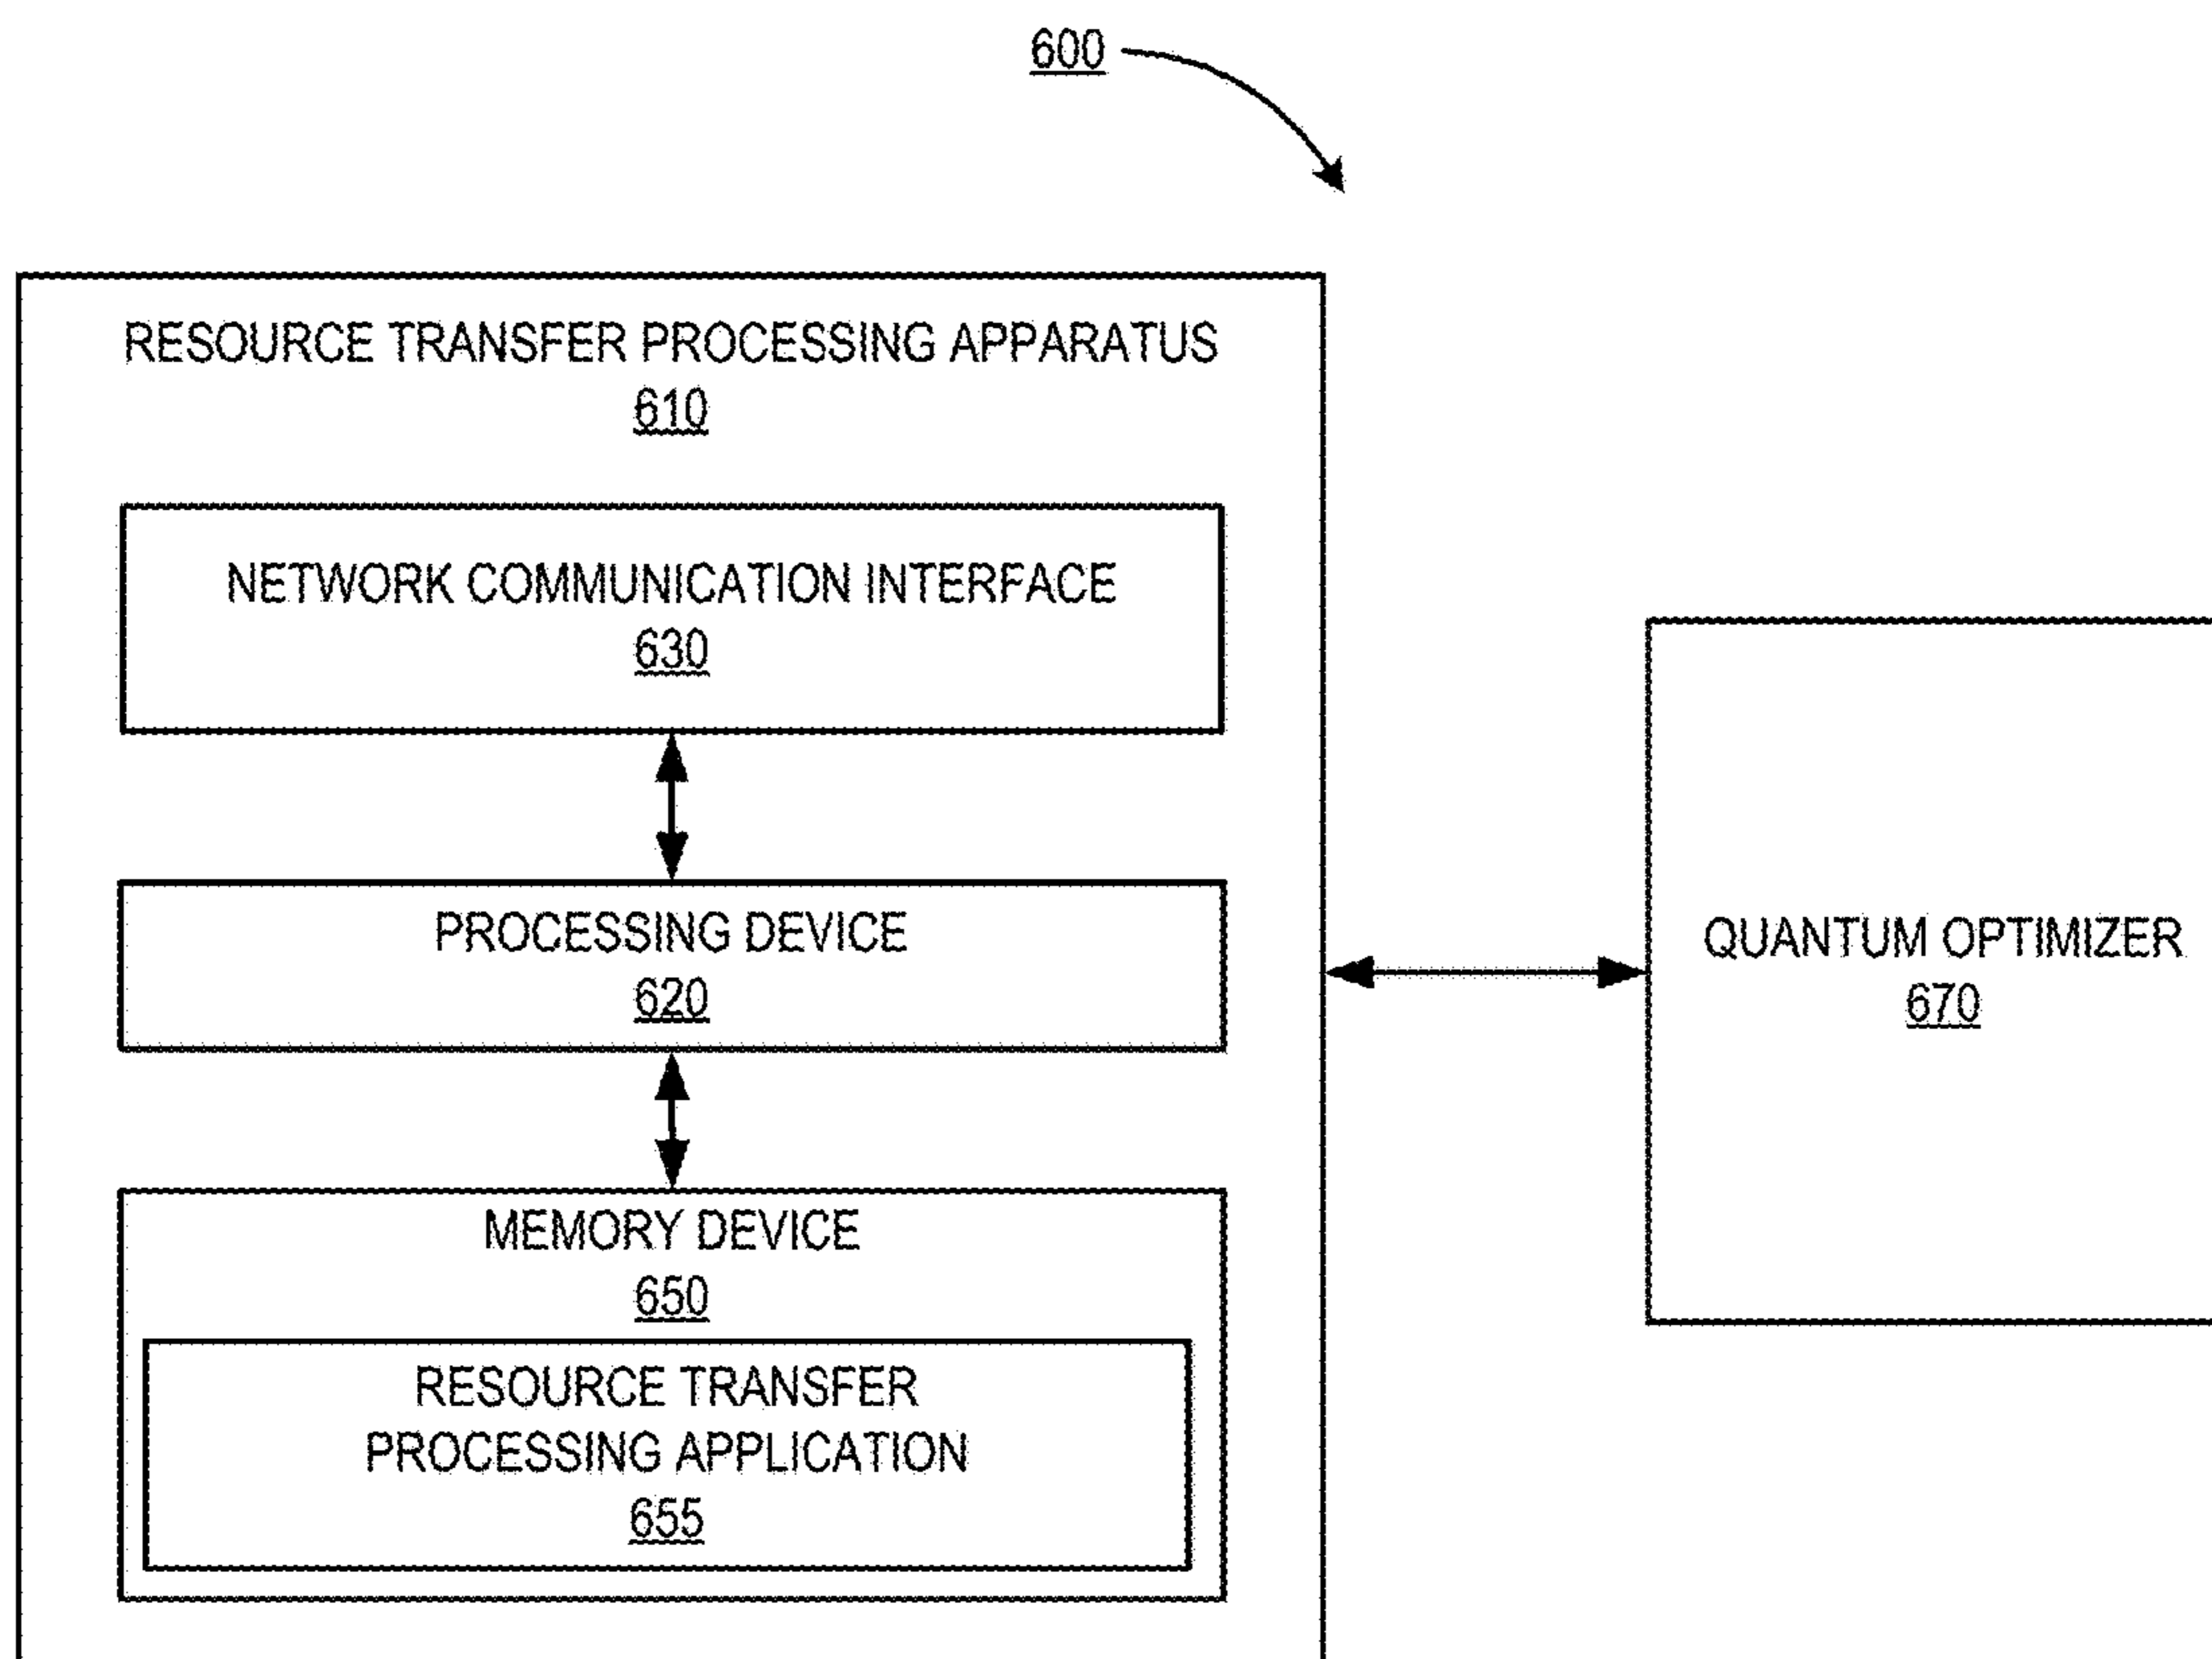 600
RESOURCE TRANSFER PROCESSING APPARATUS
610
NETWORK COMMUNICATION INTERFACE
630
PROCESSING DEVICE
620
MEMORY DEVICE
650
RESOURCE TRANSFER
PROCESSING APPLICATION
655
QUANTUM OPTIMIZER
670